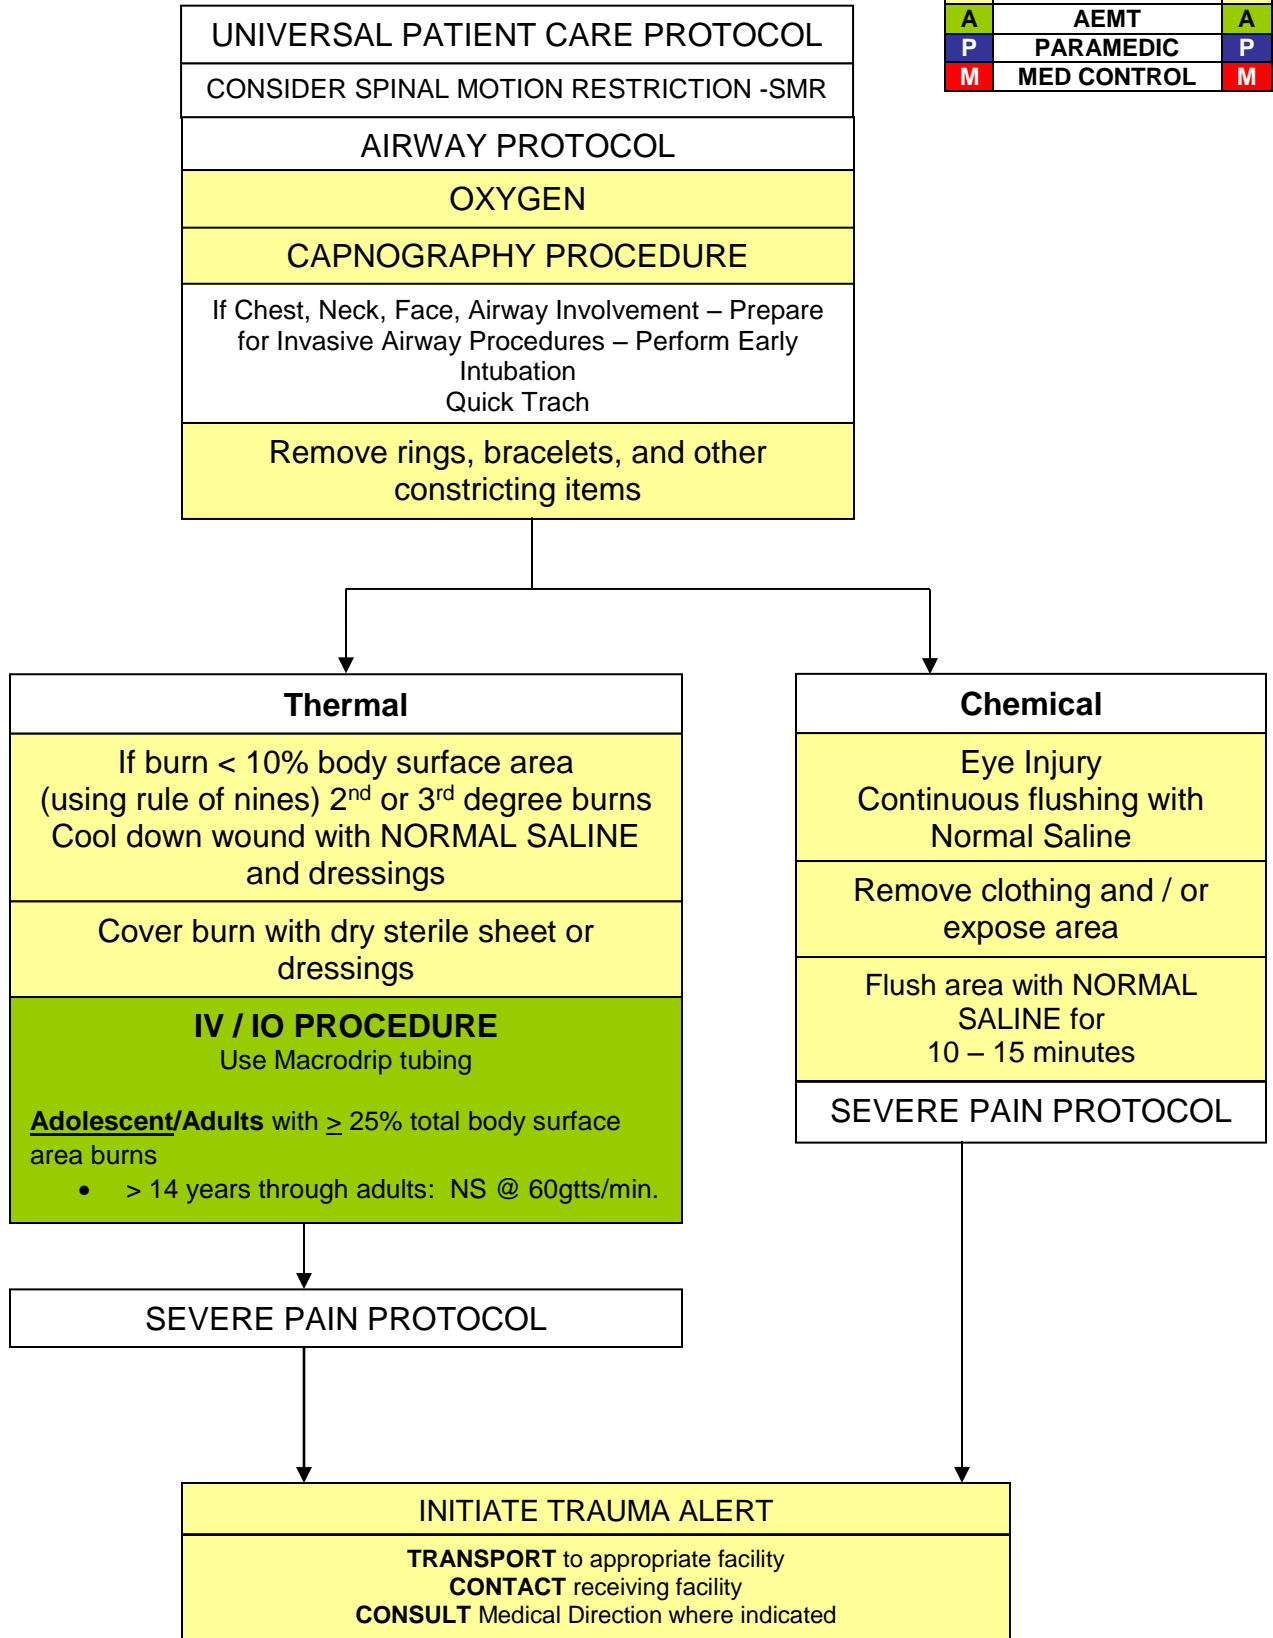 A AEMT A
P PARAMEDIC P
M MED CONTROL M
UNIVERSAL PATIENT CARE PROTOCOL
CONSIDER SPINAL MOTION RESTRICTION -SMR
AIRWAY PROTOCOL
OXYGEN
CAPNOGRAPHY PROCEDURE
If Chest, Neck, Face, Airway Involvement – Prepare
for Invasive Airway Procedures – Perform Early
Intubation
Quick Trach
Remove rings, bracelets, and other
constricting items
Thermal
If burn < 10% body surface area
(using rule of nines) 2nd or 3rd degree burns
Cool down wound with NORMAL SALINE
and dressings
Cover burn with dry sterile sheet or
dressings
IV / IO PROCEDURE
Use Macrodrip tubing
Adolescent/Adults with ≥ 25% total body surface
area burns
• > 14 years through adults: NS @ 60gtts/min.
SEVERE PAIN PROTOCOL
Chemical
Eye Injury
Continuous flushing with
Normal Saline
Remove clothing and / or
expose area
Flush area with NORMAL
SALINE for
10 – 15 minutes
SEVERE PAIN PROTOCOL
INITIATE TRAUMA ALERT
TRANSPORT to appropriate facility
CONTACT receiving facility
CONSULT Medical Direction where indicated